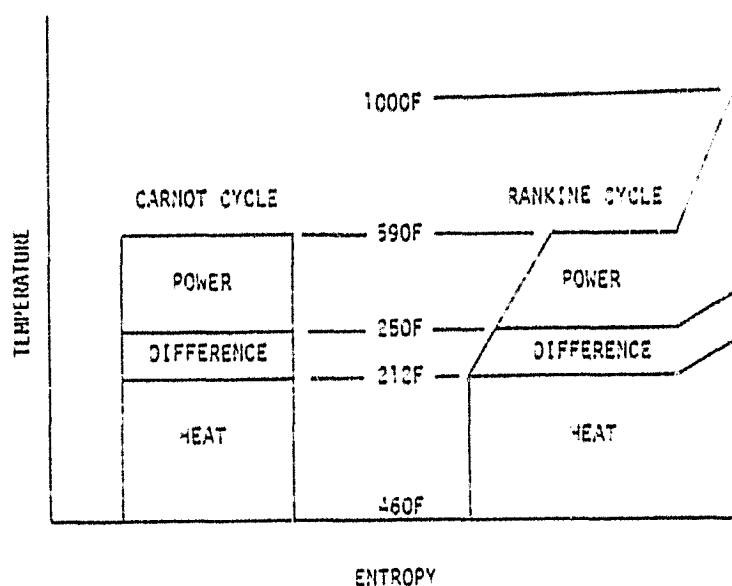 1000F
CARNOT CYCLE
RANKINE CYCLE
590F
TEMPERATURE
POWER
POWER
250F
DIFFERENCE
DIFFERENCE
212F
HEAT
HEAT
460F
ENTROPY